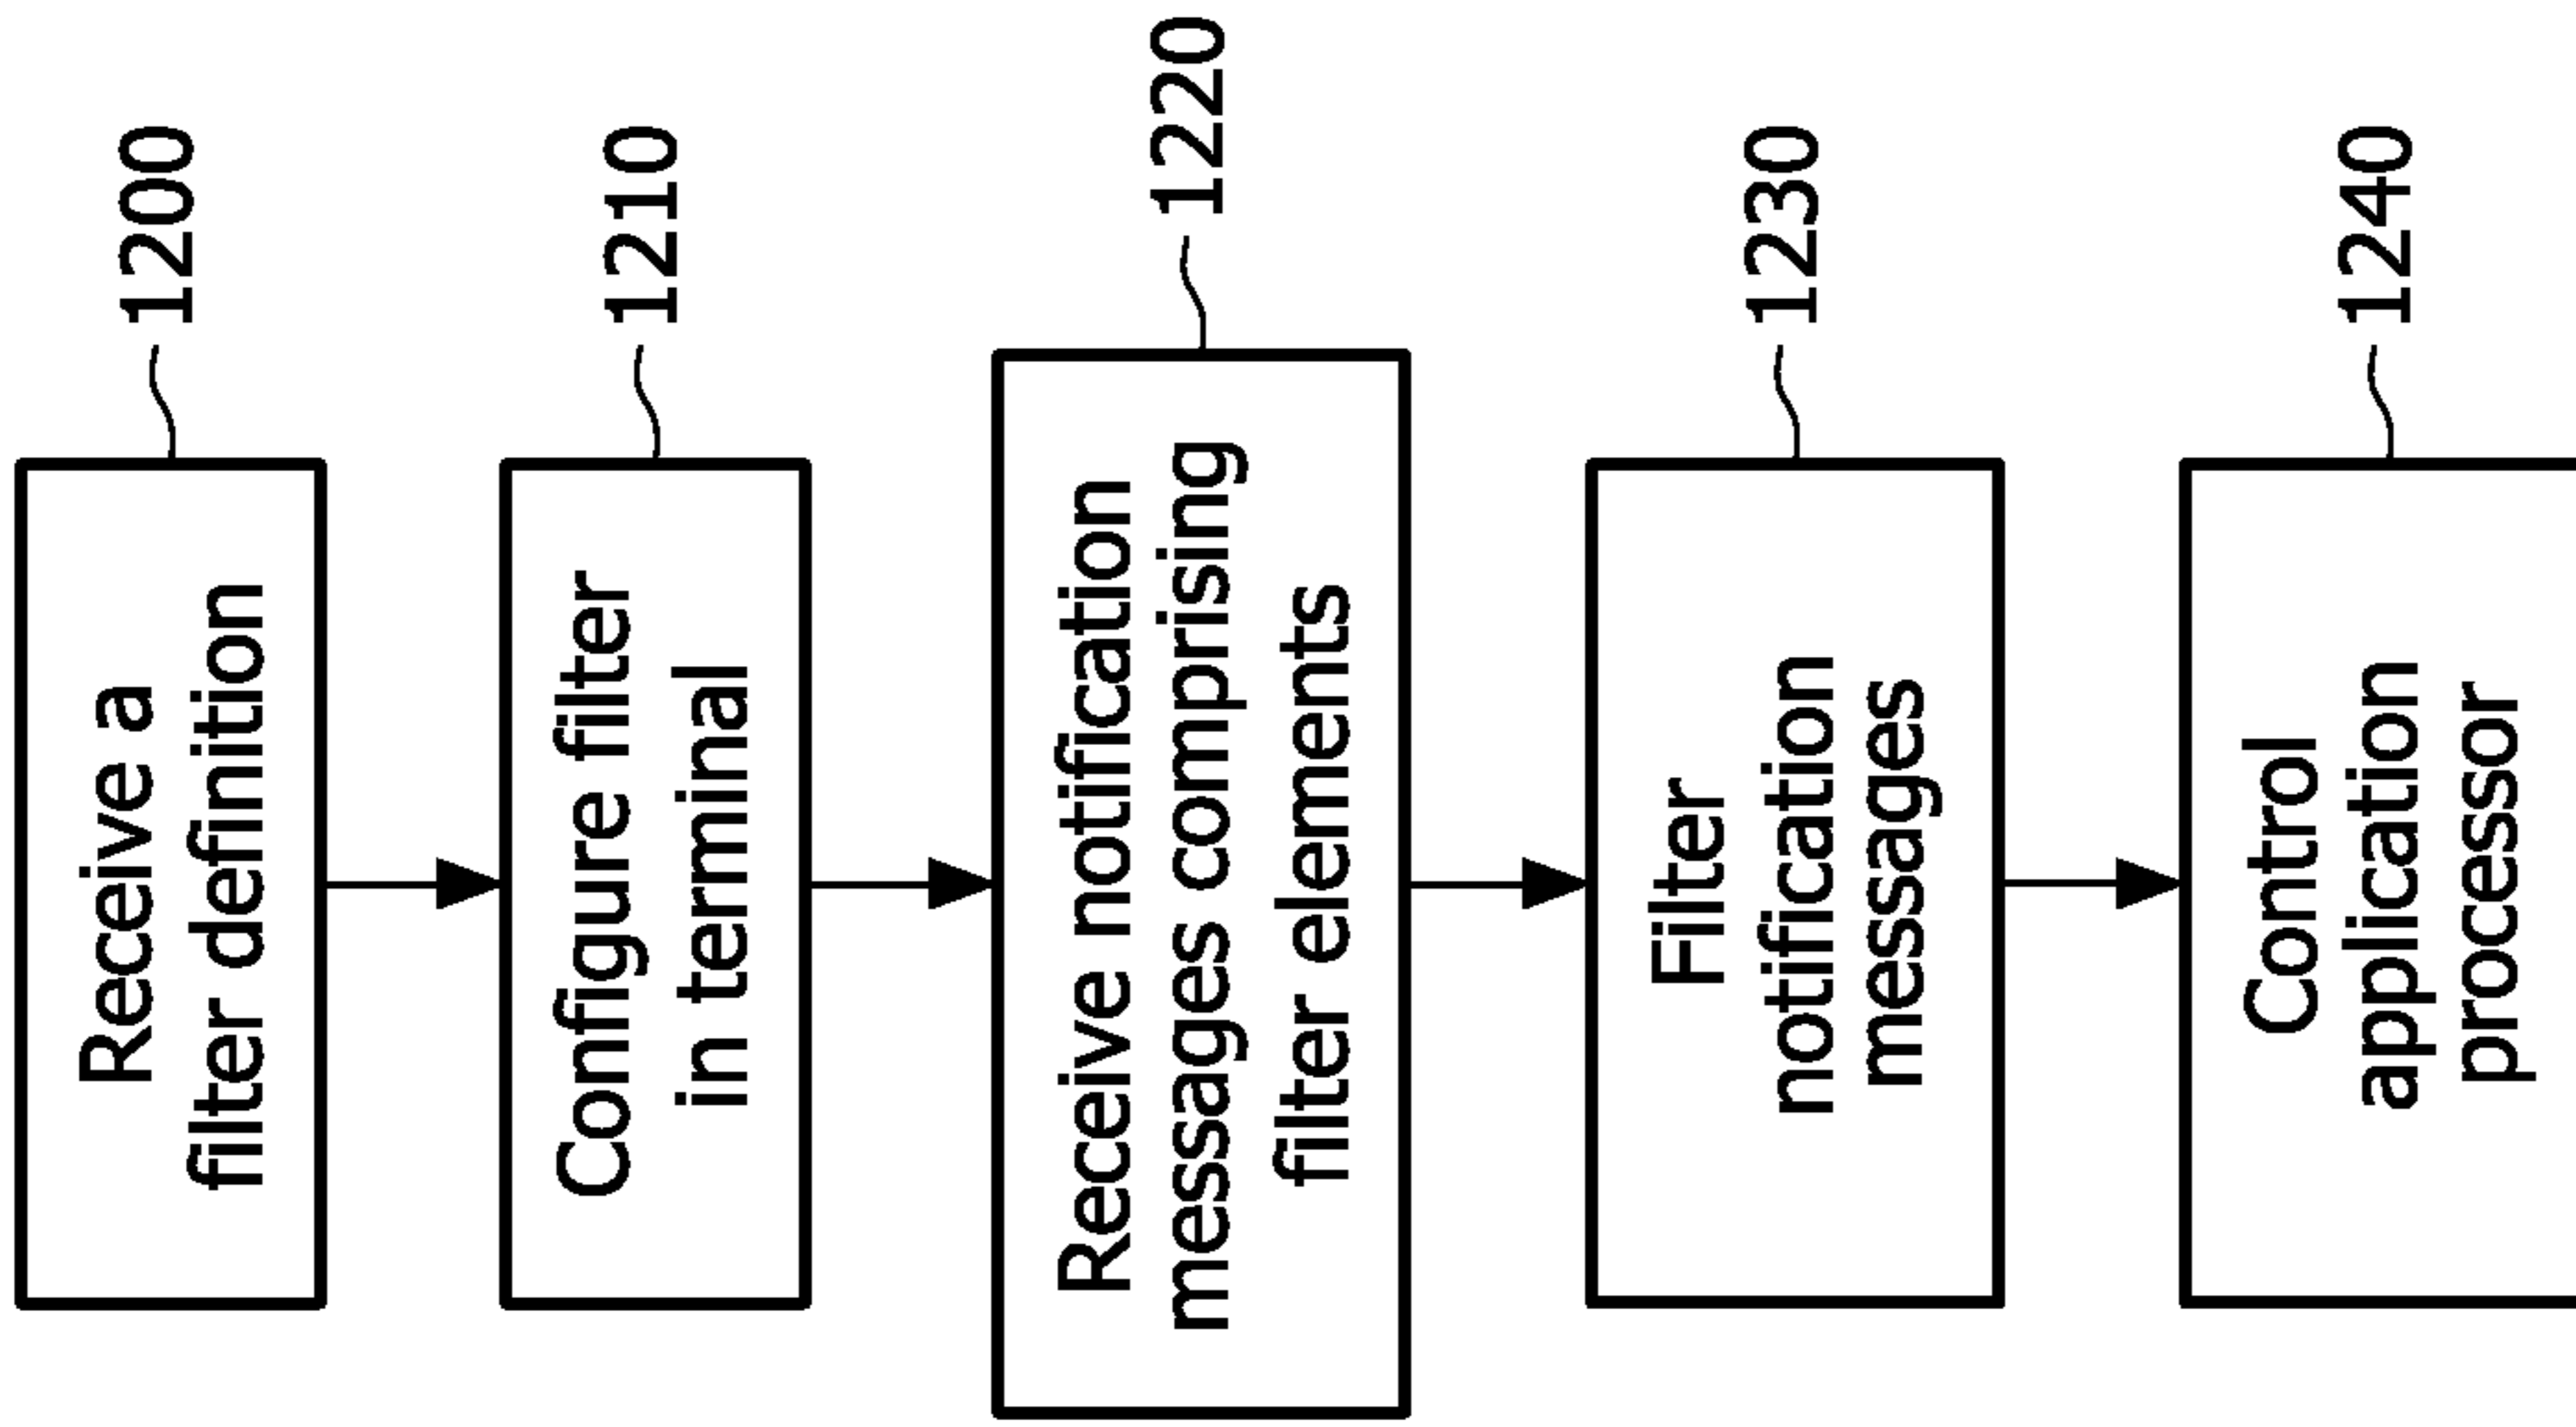 Receive a
filter definition
1200
Configure filter
in terminal
1210
Receive notification
messages comprising
filter elements
1220
Filter
notification
messages
1230
Control
application
processor
1240